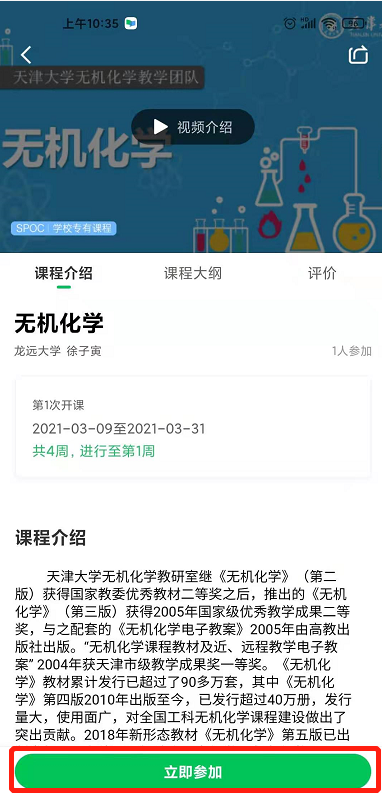 上午10:35
天津大学无机化学教学团队
视频介绍
无机化学
SPOC 学校专有课程
课程介绍 课程大纲 评价
无机化学
龙远大学 徐子寅 1人参加
第1次开课
2021-03-09至2021-03-31
共4周, 进行至第1周
课程介绍
天津大学无机化学教研室继《无机化学》（第二
版）获得国家教委优秀教材二等奖之后，推出的《无机
化学》（第三版）获得2005年国家级优秀教学成果二等
奖，与之配套的《无机化学电子教案》2005年由高教出
版社出版。“无机化学课程教材及近、远程教学电子教
案” 2004年获天津市级教学成果奖一等奖。《无机化
学》教材累计发行已超过了90多万套，其中《无机化
学》第四版2010年出版至今，已发行超过40万册，发行
量大，使用面广，对全国工科无机化学课程建设做出了
突出贡献。2018年新形态教材《无机化学》第五版已出
立即参加